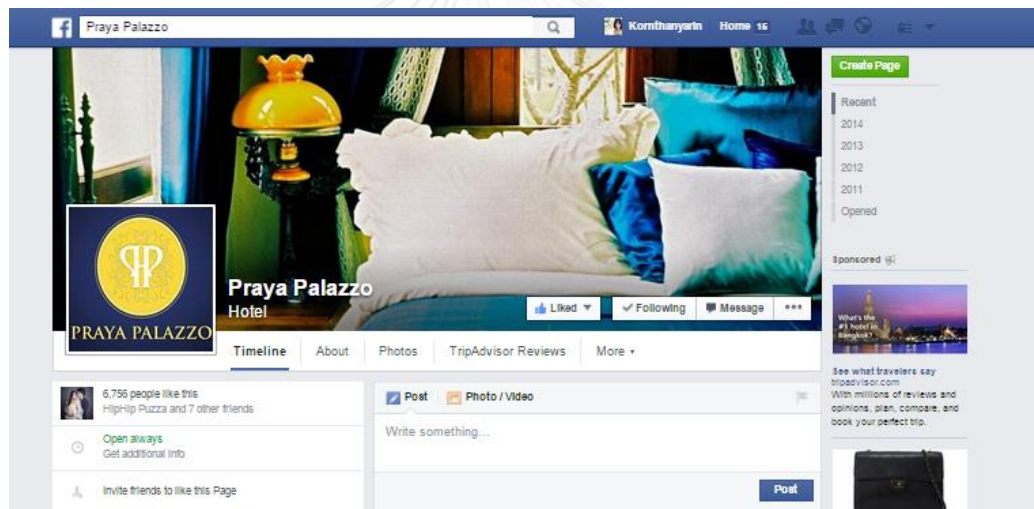 Praya Palazzo
Kornthanyarin
Home 15
Create Page
Recent
2014
2013
2012
2011
Opened
Sponsored
What's the
#1 hotel in
Bangkok?
See what travelers say
tripadvisor.com
With millions of reviews and
opinions, plan, compare, and
book your perfect trip.
PRAYA PALAZZO
Praya Palazzo
Hotel
Liked
Following
Message
Timeline
About
Photos
TripAdvisor Reviews
More
6,756 people like this
HipHip Puzza and 7 other friends
Open always
Get additional info
Invite friends to like this Page
Post
Photo / Video
Write something...
Post